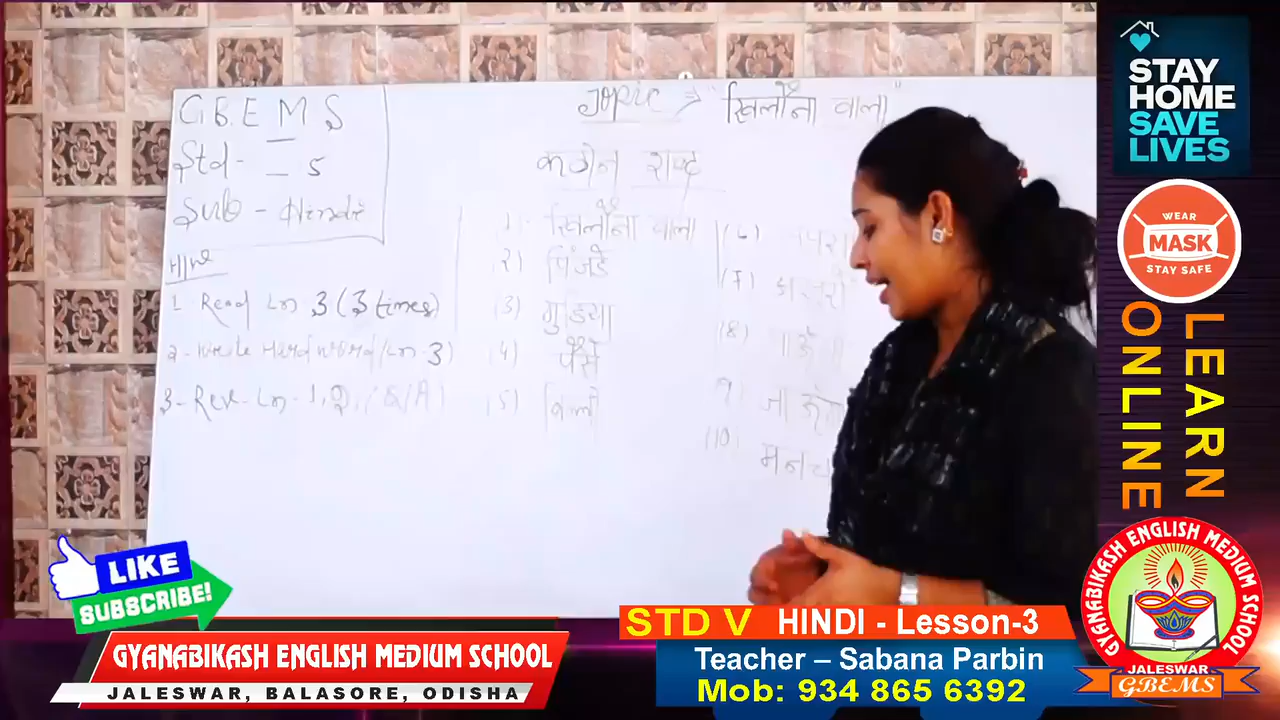 G.B.E M S
Std- 5
Sub - Hindi
H/W
1- Read Ln 3 (3 times)
2- Write Hard word/Ln-3)
3- Rev- Ln- 1, 2, (Q/A)
Topic → "खिलौना वाला"
कठीन शब्द
1- खिलौना वाला
२) पिंजडे
(3) गुडिया
(4) पैसे
(5)
(6)
(7)
(8)
9)
(10)
STAY
HOME
SAVE
LIVES
WEAR
MASK
STAY SAFE
LEARN
ONLINE
LIKE
SUBSCRIBE!
GYANABIKASH ENGLISH MEDIUM SCHOOL
JALESWAR, BALASORE, ODISHA
STD V HINDI - Lesson-3
Teacher – Sabana Parbin
Mob: 934 865 6392
GYANABIKASH ENGLISH MEDIUM SCHOOL
JALESWAR
GBEMS